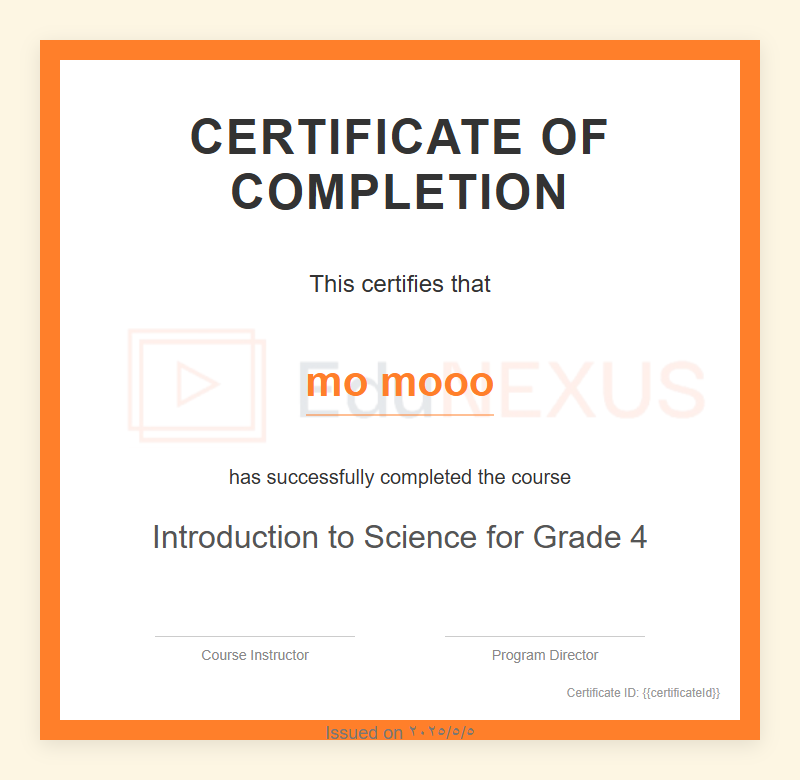 CERTIFICATE OF
COMPLETION
This certifies that
EduNEXUS
mo mooo
has successfully completed the course
Introduction to Science for Grade 4
Course Instructor
Program Director
Certificate ID: {{certificateId}}
Issued on ٢٠٢٥/٥/٥